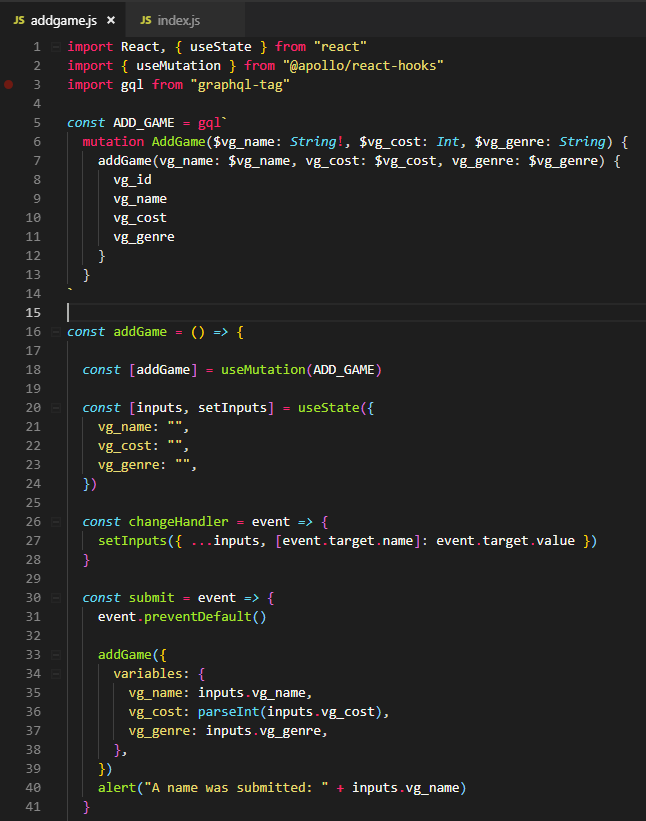 JS addgame.js × JS index.js
1 import React, { useState } from "react"
2 import { useMutation } from "@apollo/react-hooks"
3 import gql from "graphql-tag"
4
5 const ADD_GAME = gql`
6 mutation AddGame($vg_name: String!, $vg_cost: Int, $vg_genre: String) {
7 addGame(vg_name: $vg_name, vg_cost: $vg_cost, vg_genre: $vg_genre) {
8 vg_id
9 vg_name
10 vg_cost
11 vg_genre
12 }
13 }
14 `
15
16 const addGame = () => {
17
18 const [addGame] = useMutation(ADD_GAME)
19
20 const [inputs, setInputs] = useState({
21 vg_name: "",
22 vg_cost: "",
23 vg_genre: "",
24 })
25
26 const changeHandler = event => {
27 setInputs({ ...inputs, [event.target.name]: event.target.value })
28 }
29
30 const submit = event => {
31 event.preventDefault()
32
33 addGame({
34 variables: {
35 vg_name: inputs.vg_name,
36 vg_cost: parseInt(inputs.vg_cost),
37 vg_genre: inputs.vg_genre,
38 },
39 })
40 alert("A name was submitted: " + inputs.vg_name)
41 }